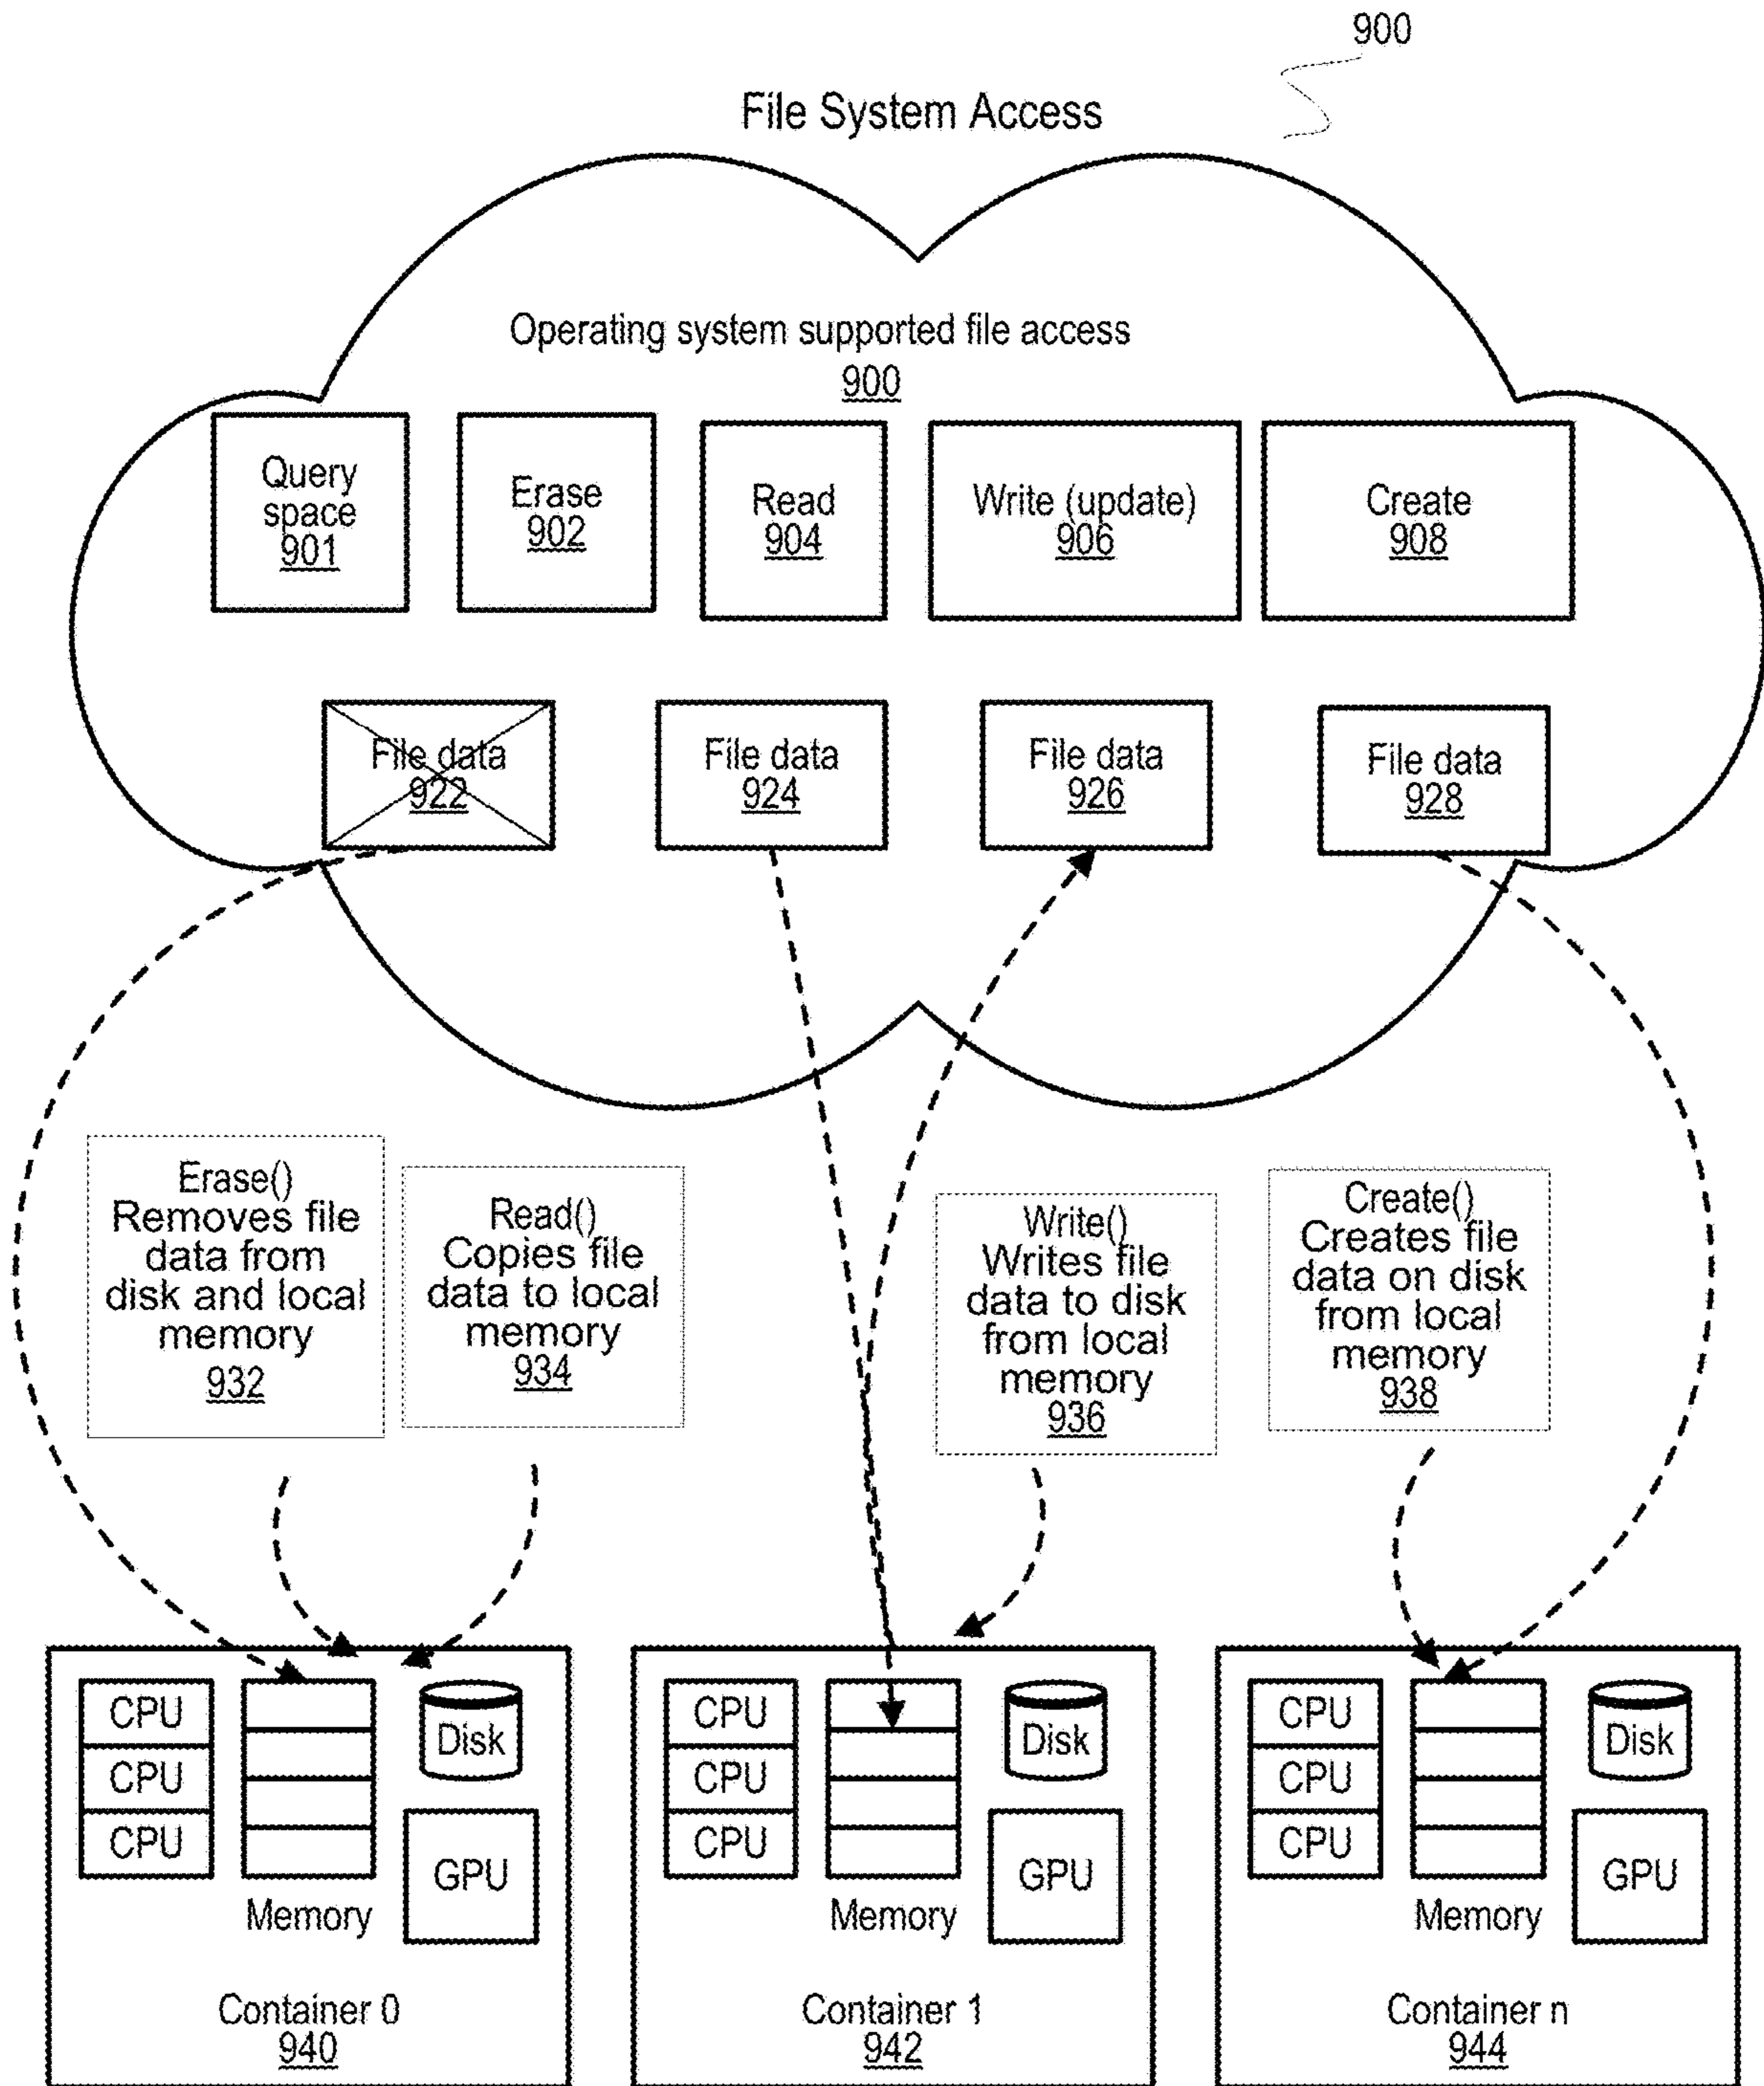 900
File System Access
Operating system supported file access
900
Query
space
901
Erase
902
Read
904
Write (update)
906
Create
908
File data
922
File data
924
File data
926
File data
928
Erase()
Removes file
data from
disk and local
memory
932
Read()
Copies file
data to local
memory
934
Write()
Writes file
data to disk
from local
memory
936
Create()
Creates file
data on disk
from local
memory
938
CPU
CPU
CPU
Memory
Disk
GPU
Container 0
940
CPU
CPU
CPU
Memory
Disk
GPU
Container 1
942
CPU
CPU
CPU
Memory
Disk
GPU
Container n
944